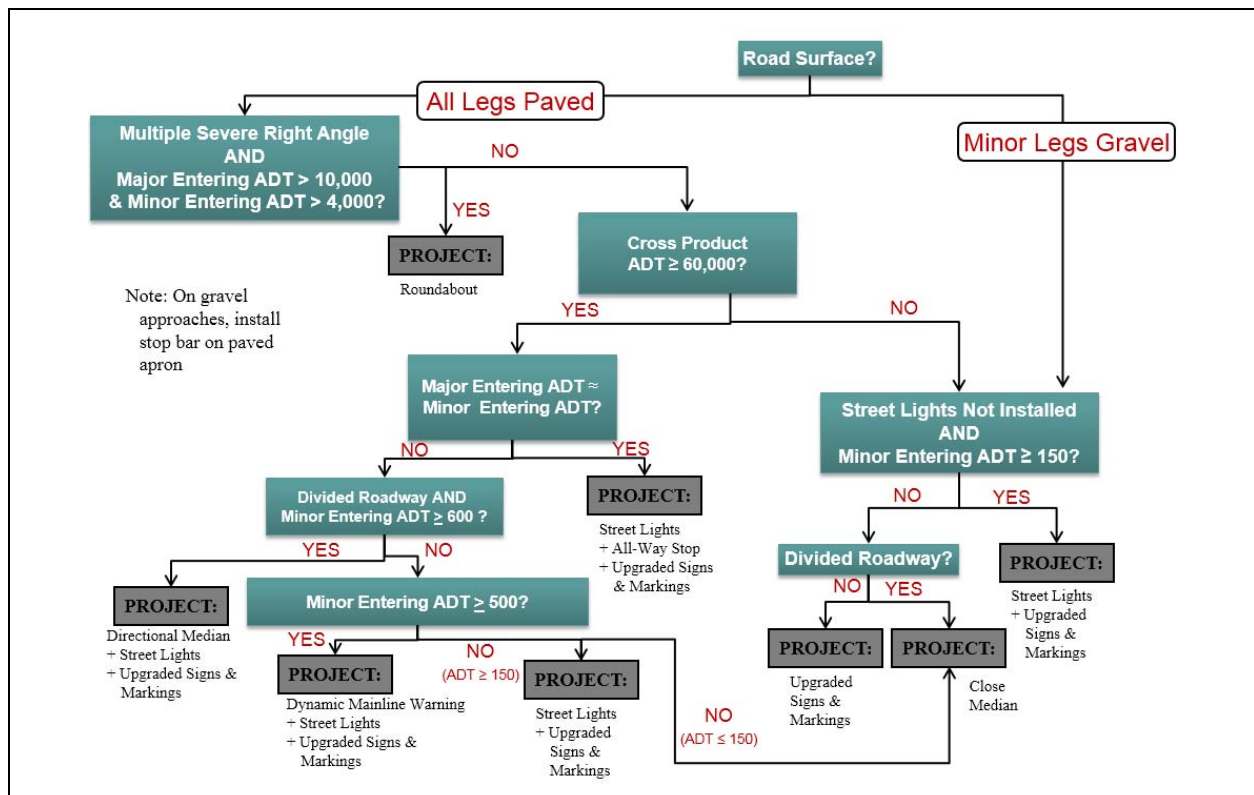 Road Surface?
All Legs Paved
Minor Legs Gravel
Multiple Severe Right Angle
AND
Major Entering ADT > 10,000
& Minor Entering ADT > 4,000?
NO
YES
PROJECT:
Roundabout
Cross Product
ADT ≥ 60,000?
Note: On gravel
approaches, install
stop bar on paved
apron
YES
NO
Major Entering ADT ≈
Minor Entering ADT?
Street Lights Not Installed
AND
Minor Entering ADT ≥ 150?
NO
YES
Divided Roadway AND
Minor Entering ADT ≥ 600 ?
PROJECT:
Street Lights
+ All-Way Stop
+ Upgraded Signs
& Markings
NO
YES
Divided Roadway?
PROJECT:
Street Lights
+ Upgraded
Signs &
Markings
YES
NO
PROJECT:
Directional Median
+ Street Lights
+ Upgraded Signs &
Markings
Minor Entering ADT ≥ 500?
NO
YES
PROJECT:
Upgraded
Signs &
Markings
PROJECT:
Close
Median
YES
PROJECT:
Dynamic Mainline Warning
+ Street Lights
+ Upgraded Signs &
Markings
NO
(ADT ≥ 150)
PROJECT:
Street Lights
+ Upgraded
Signs &
Markings
NO
(ADT ≤ 150)